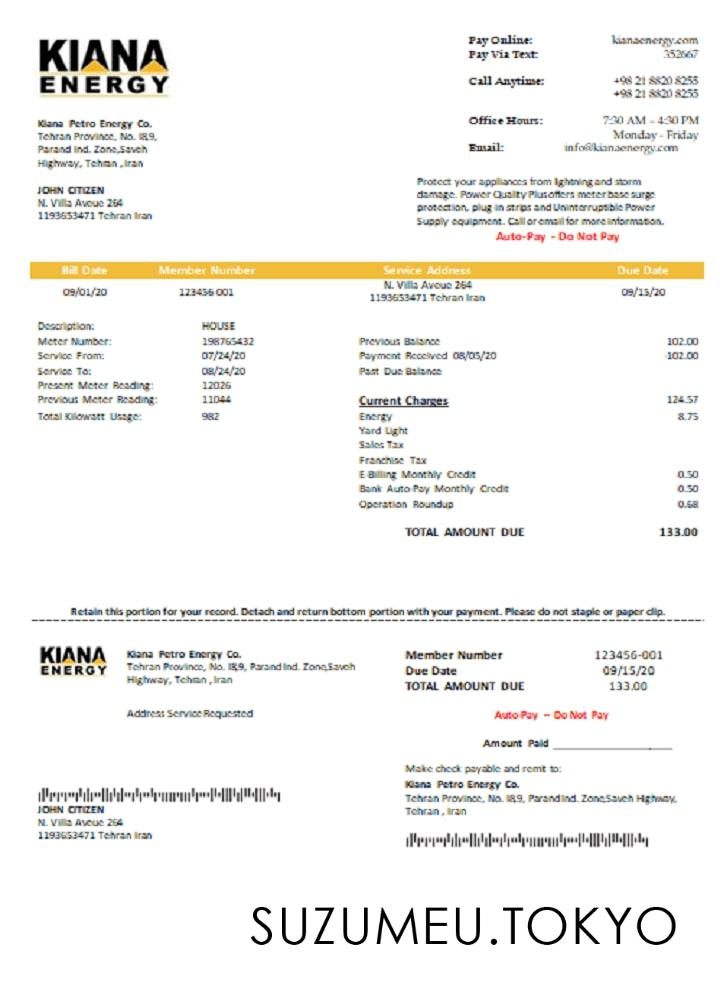 KIANA
ENERGY
Pay Online: kianaenergy.com
Pay Via Text: 352667
Call Anytime: +98 21 8820 8255
+98 21 8820 8255
Office Hours: 7:30 AM – 4:30 PM
Monday - Friday
Email: info@kianaenergy.com
Kiana Petro Energy Co.
Tehran Province, No. 18,9,
Parand Ind. Zone,Saveh
Highway, Tehran ,Iran
JOHN CITIZEN
N. Villa Aveue 264
1193653471 Tehran Iran
Protect your appliances from lightning and storm
damage. Power Quality Plus offers meter base surge
protection, plug-in strips and Uninterruptible Power
Supply equipment. Call or email for more information.
Auto-Pay - Do Not Pay
Bill Date Member Number Service Address Due Date
09/01/20 123456-001 N. Villa Aveue 264 09/15/20
1193653471 Tehran Iran
Description: HOUSE
Meter Number: 198765432
Service From: 07/24/20
Service To: 08/24/20
Present Meter Reading: 12026
Previous Meter Reading: 11044
Total Kilowatt Usage: 982
Previous Balance 102.00
Payment Received 08/05/20 -102.00
Past Due Balance
Current Charges 124.57
Energy 8.75
Yard Light
Sales Tax
Franchise Tax
E-Billing Monthly Credit 0.50
Bank Auto-Pay Monthly Credit 0.50
Operation Roundup 0.68
TOTAL AMOUNT DUE 133.00
Retain this portion for your record. Detach and return bottom portion with your payment. Please do not staple or paper clip.
KIANA
ENERGY
Kiana Petro Energy Co.
Tehran Province, No. 18,9, Parand Ind. Zone,Saveh
Highway, Tehran , Iran
Address Service Requested
Member Number 123456-001
Due Date 09/15/20
TOTAL AMOUNT DUE 133.00
Auto-Pay – Do Not Pay
Amount Paid
Make check payable and remit to:
Kiana Petro Energy Co.
Tehran Province, No. 18,9, Parand Ind. Zone,Saveh Highway,
Tehran , Iran
JOHN CITIZEN
N. Villa Aveue 264
1193653471 Tehran Iran
SUZUMEU.TOKYO